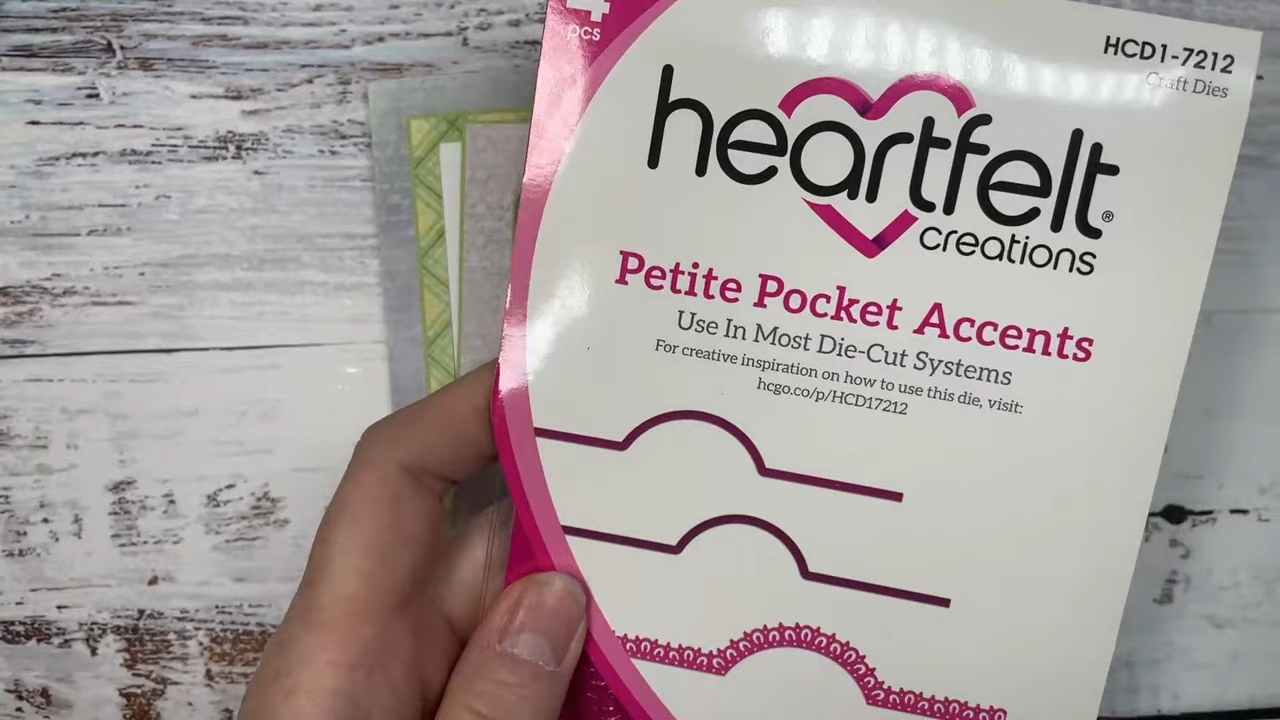 4
pcs
HCD1-7212
Craft Dies
heartfelt®
creations
Petite Pocket Accents
Use In Most Die-Cut Systems
For creative inspiration on how to use this die, visit:
hcgo.co/p/HCD17212